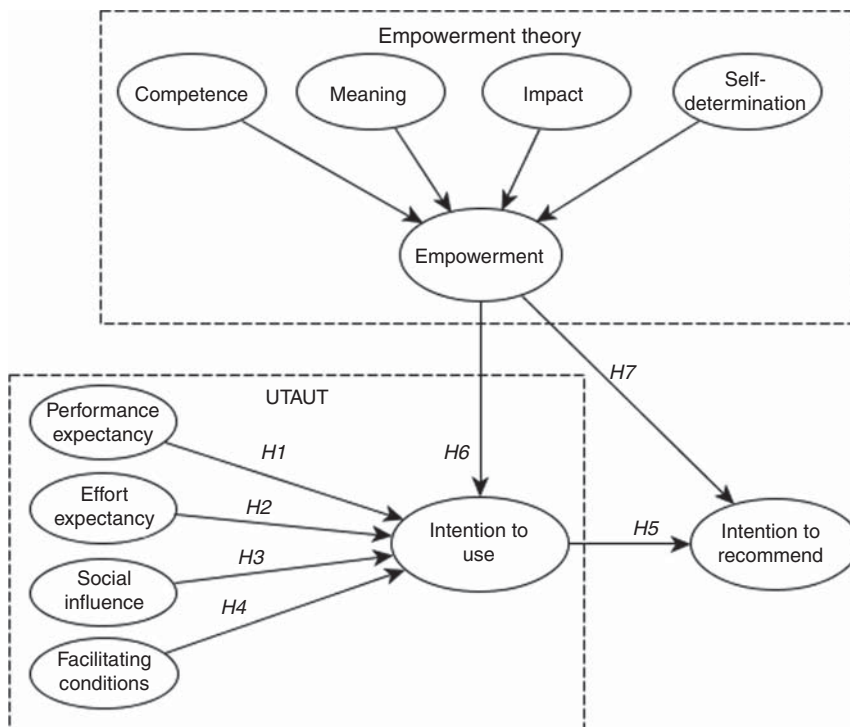 Empowerment theory
Competence
Meaning
Impact
Self-
determination
Empowerment
H7
UTAUT
Performance
expectancy
H1
H6
Effort
expectancy
H2
Intention to
use
H5
Intention to
recommend
H3
Social
influence
H4
Facilitating
conditions